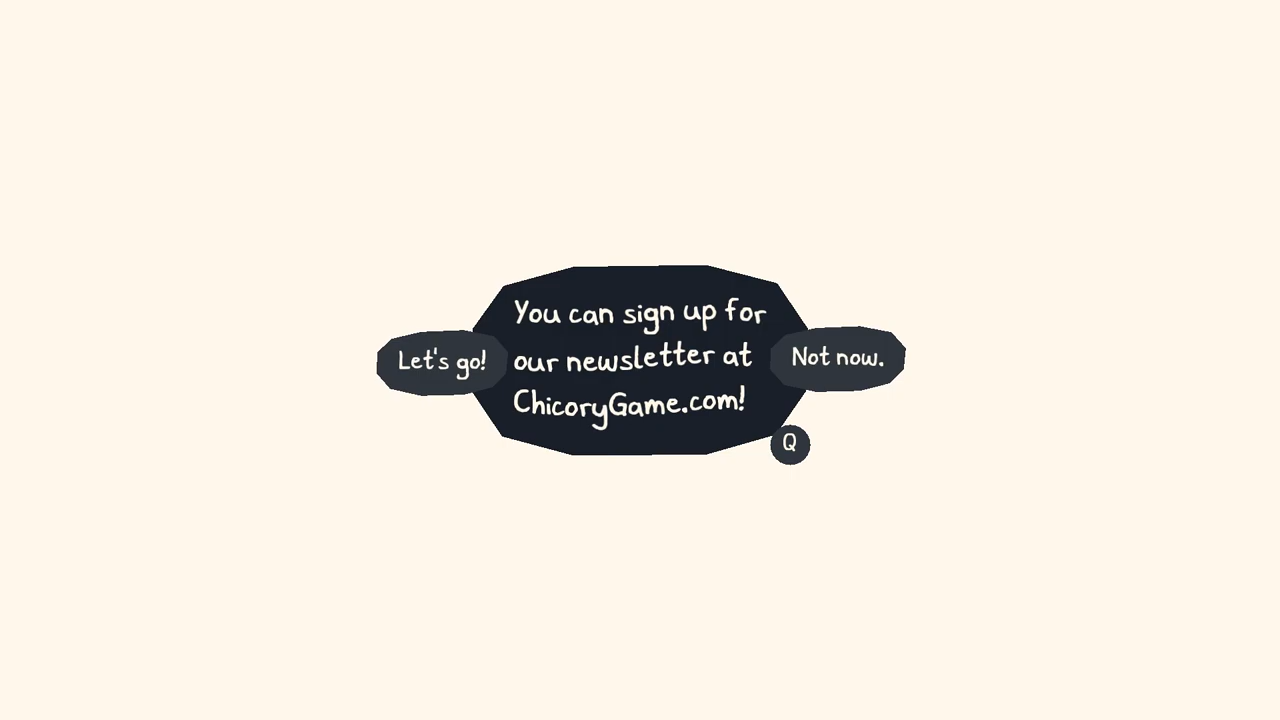 You can sign up for
our newsletter at
ChicoryGame.com!
Let's go!
Not now.
Q